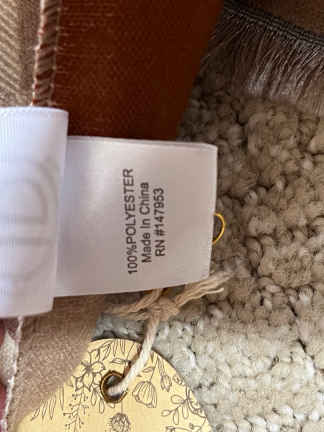 100%POLYESTER
Made In China
RN #147953